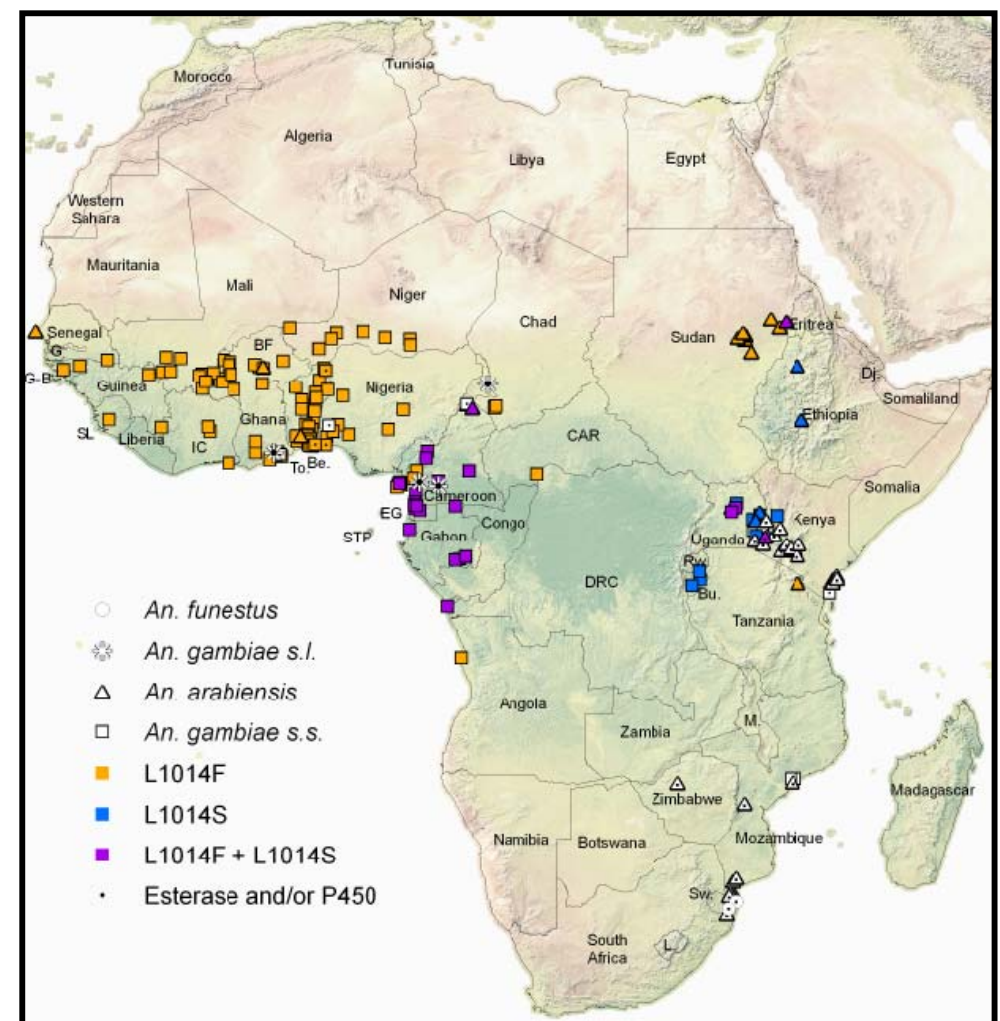 Tunisia
Morocco
Algeria
Libya
Egypt
Western
Sahara
Mauritania
Mali
Niger
Chad
Sudan
Eritrea
Senegal
G
BF
G-B
Guinea
Nigeria
Dj.
Somaliland
Ethiopia
Ghana
SL
Liberia
IC
To.
Be.
CAR
Somalia
Cameroon
EG
Congo
Kenya
STP
Gabon
Uganda
Rw.
DRC
Bu.
Tanzania
An. funestus
An. gambiae s.l.
An. arabiensis
An. gambiae s.s.
L1014F
L1014S
L1014F + L1014S
Esterase and/or P450
Angola
Zambia
M.
Zimbabwe
Madagascar
Namibia
Botswana
Mozambique
Sw.
South
Africa
L.